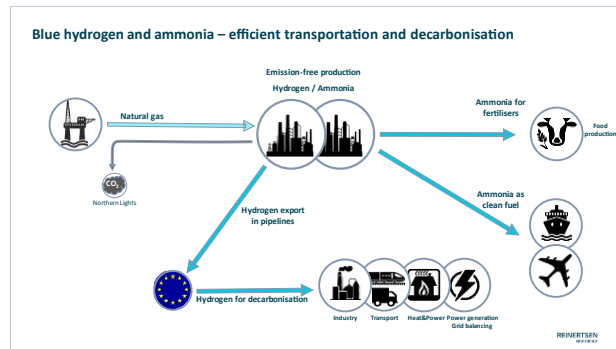 Blue hydrogen and ammonia – efficient transportation and decarbonisation
Emission-free production
Hydrogen / Ammonia
Natural gas
Ammonia for
fertilisers
Food
production
CO2
Northern Lights
Ammonia as
clean fuel
Hydrogen export
in pipelines
Hydrogen for decarbonisation
Industry
Transport
Heat&Power
Power generation
Grid balancing
REINERTSEN
NEW ENERGY